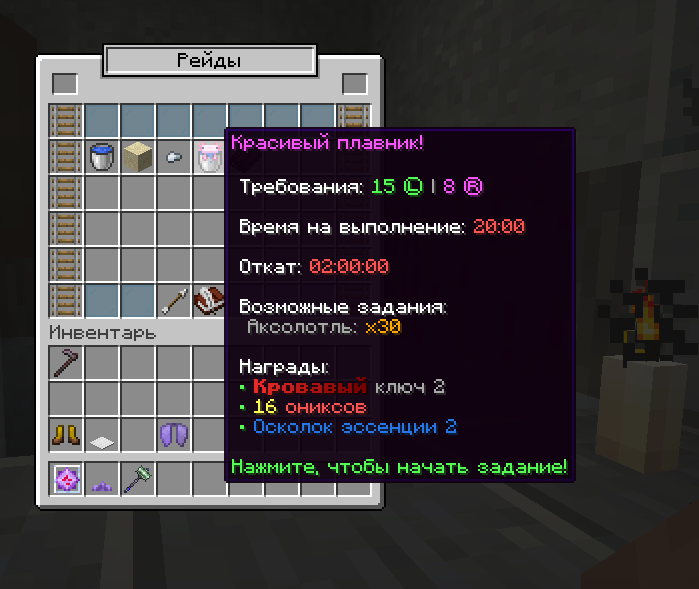 Рейды
Красивый плавник!
Требования: 15 Ⓛ | 8 Ⓡ
Время на выполнение: 20:00
Откат: 02:00:00
Возможные задания:
Аксолотль: x30
Награды:
• Кровавый ключ 2
• 16 ониксов
• Осколок эссенции 2
Нажмите, чтобы начать задание!
Инвентарь